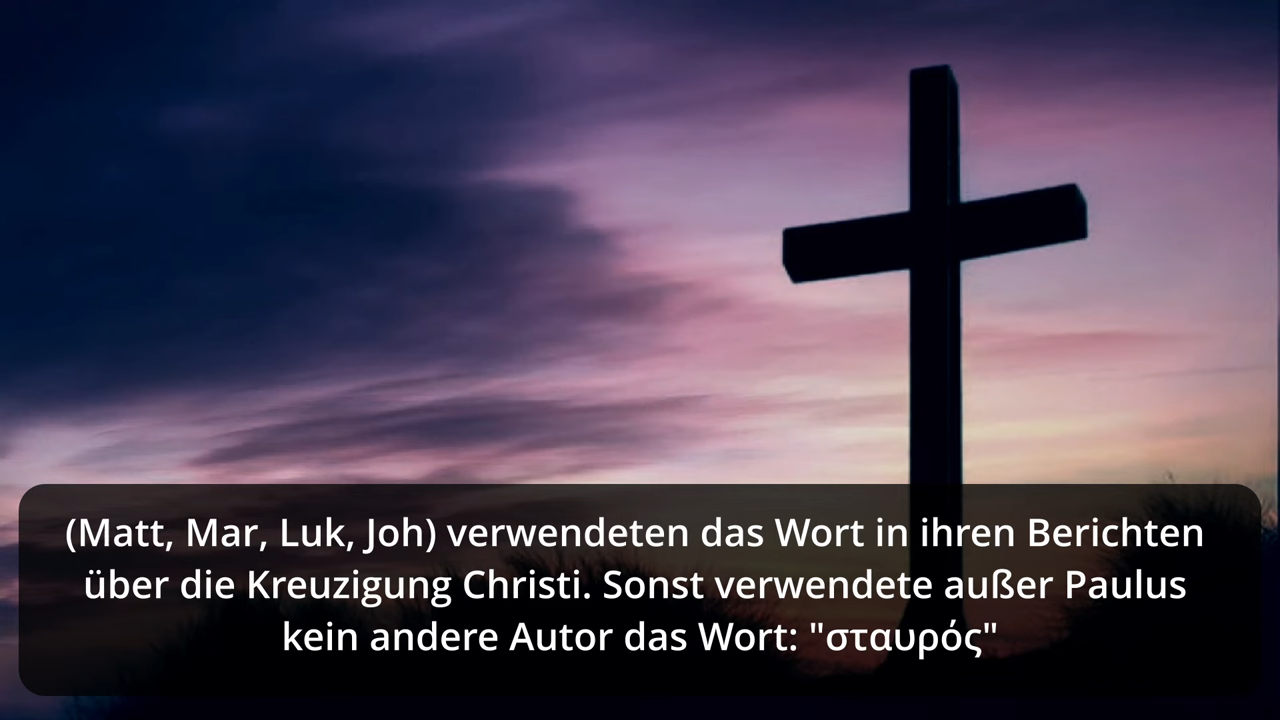 (Matt, Mar, Luk, Joh) verwendeten das Wort in ihren Berichten
über die Kreuzigung Christi. Sonst verwendete außer Paulus
kein andere Autor das Wort: "σταυρός"